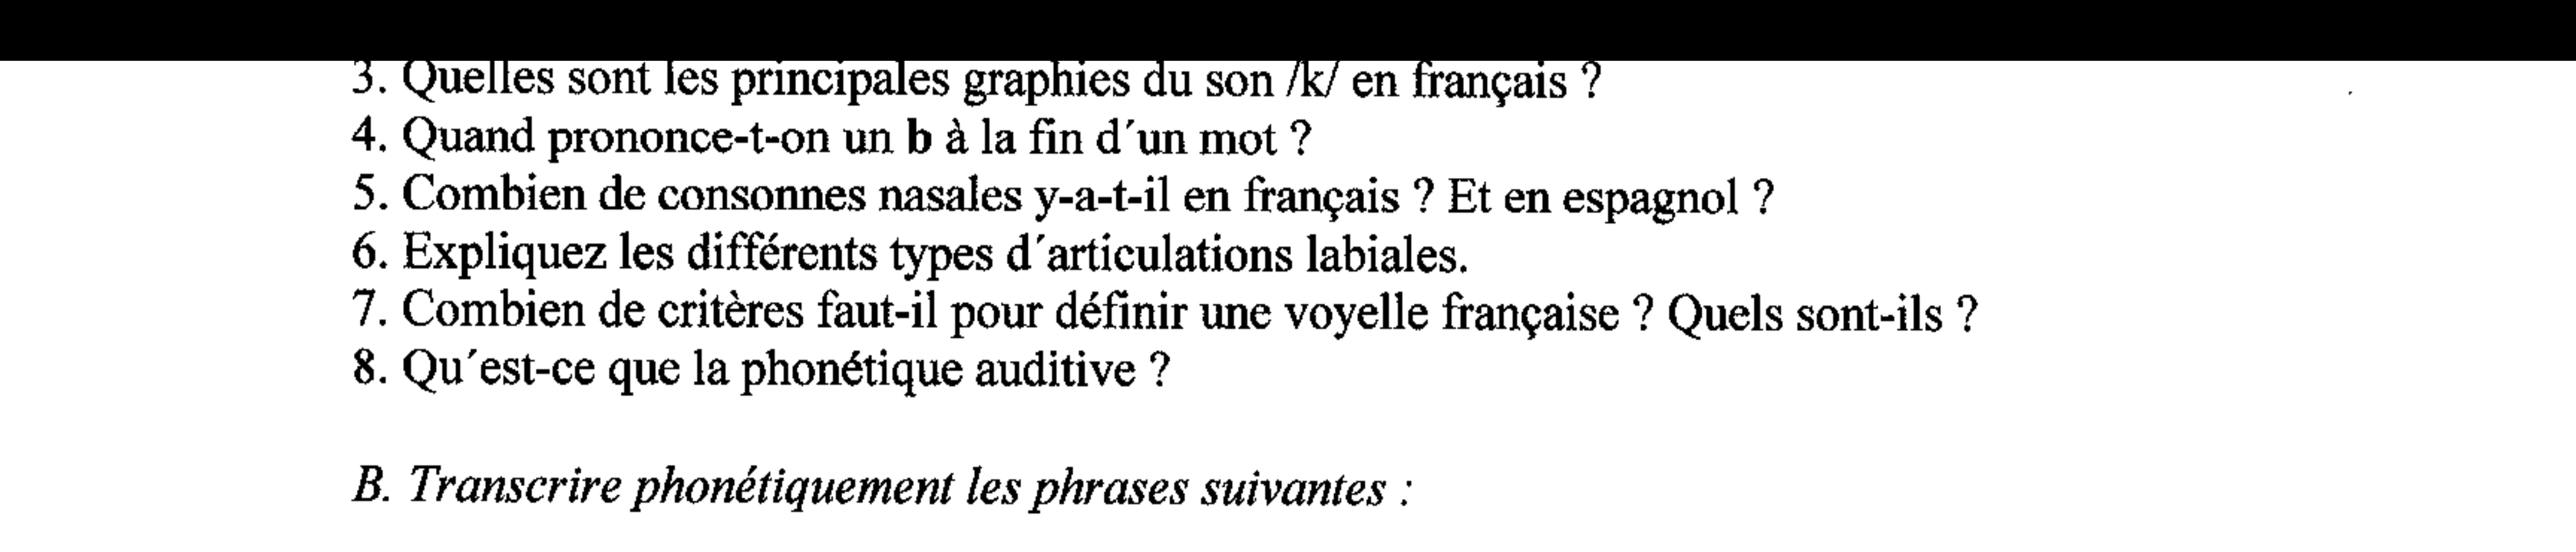 3. Quelles sont les principales graphies du son /k/ en français ?
4. Quand prononce-t-on un b à la fin d´un mot ?
5. Combien de consonnes nasales y-a-t-il en français ? Et en espagnol ?
6. Expliquez les différents types d´articulations labiales.
7. Combien de critères faut-il pour définir une voyelle française ? Quels sont-ils ?
8. Qu´est-ce que la phonétique auditive ?
B. Transcrire phonétiquement les phrases suivantes :